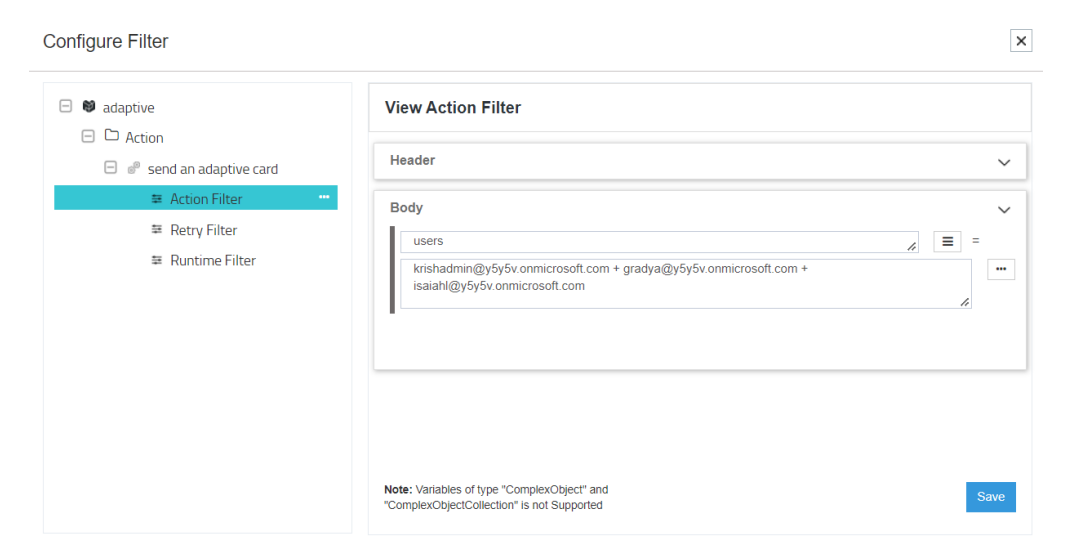 Configure Filter
adaptive
Action
send an adaptive card
Action Filter
Retry Filter
Runtime Filter
View Action Filter
Header
Body
users
=
krishadmin@y5y5v.onmicrosoft.com + gradya@y5y5v.onmicrosoft.com +
isaiahl@y5y5v.onmicrosoft.com
Note: Variables of type "ComplexObject" and
"ComplexObjectCollection" is not Supported
Save